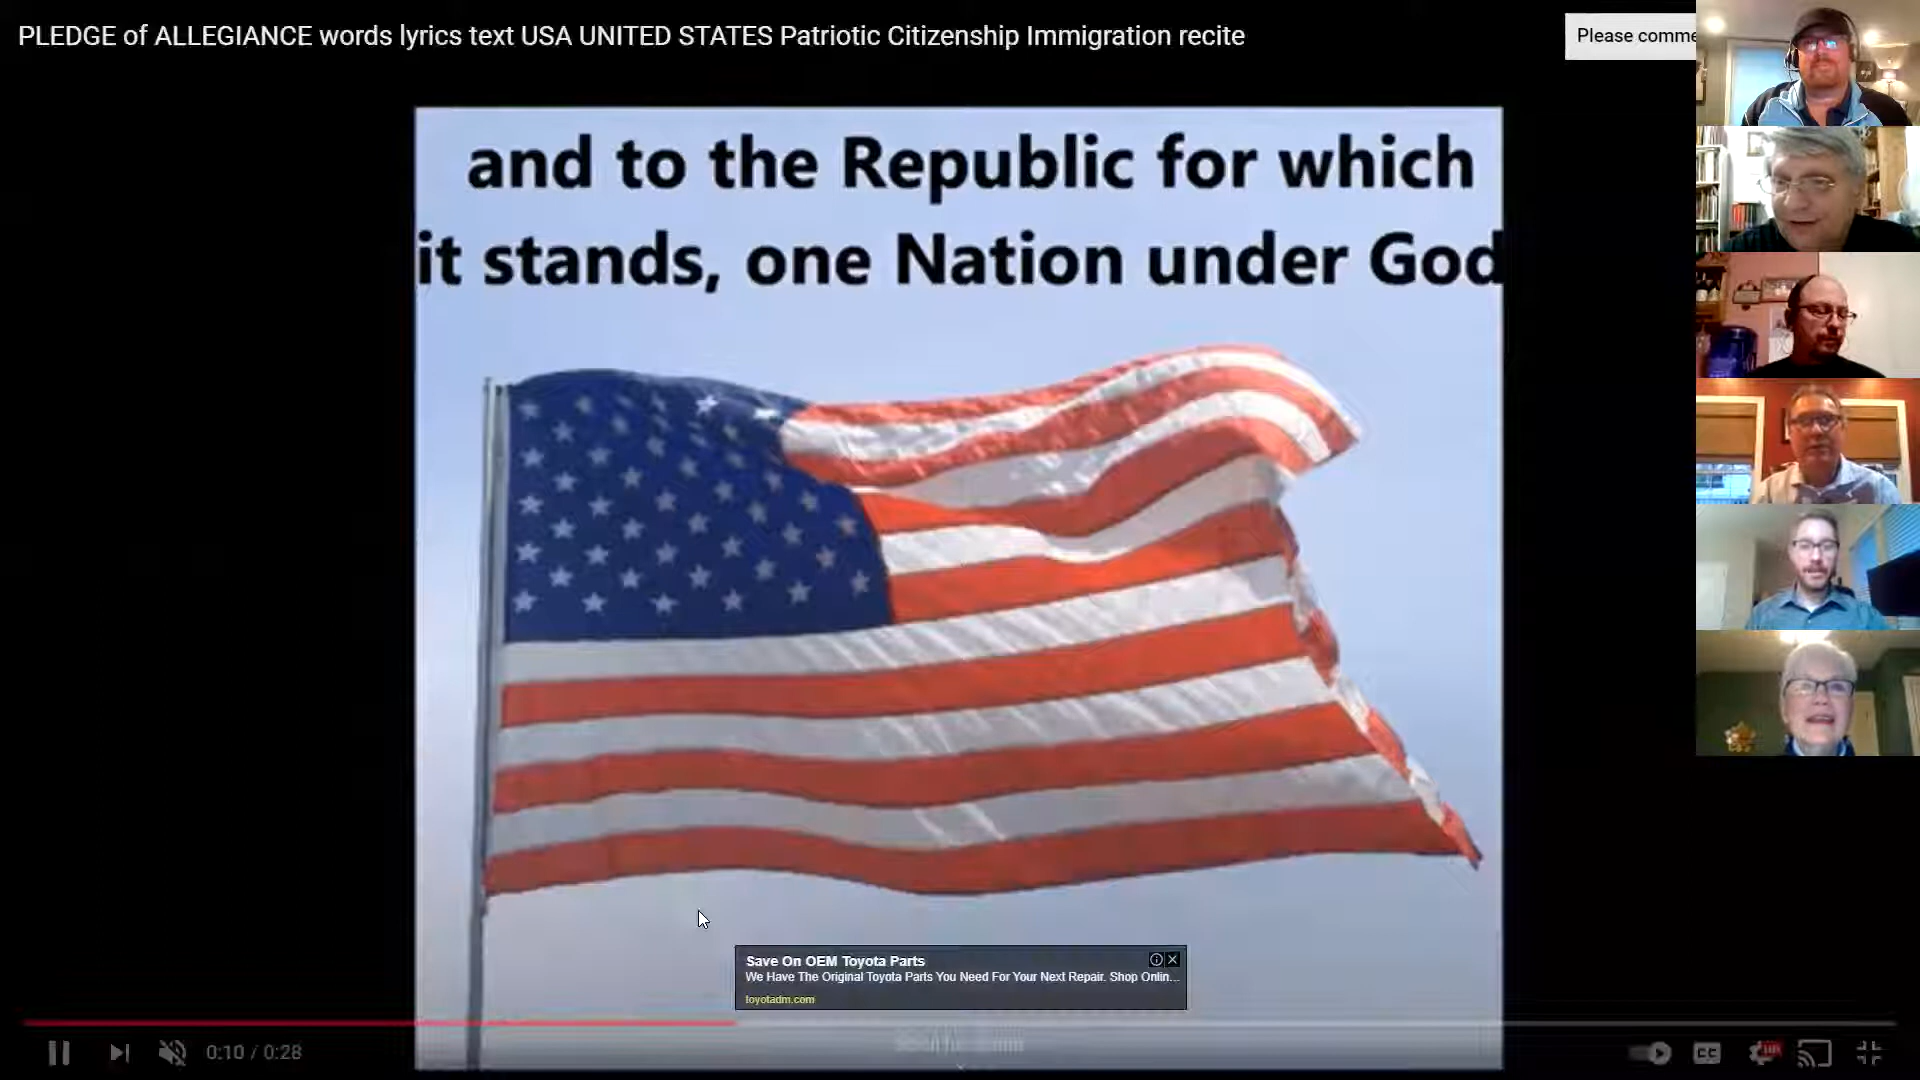 PLEDGE of ALLEGIANCE words lyrics text USA UNITED STATES Patriotic Citizenship Immigration recite
Please comme
and to the Republic for which
it stands, one Nation under God
Save On OEM Toyota Parts
We Have The Original Toyota Parts You Need For Your Next Repair. Shop Onlin...
toyotadm.com
0:10 / 0:28
CC